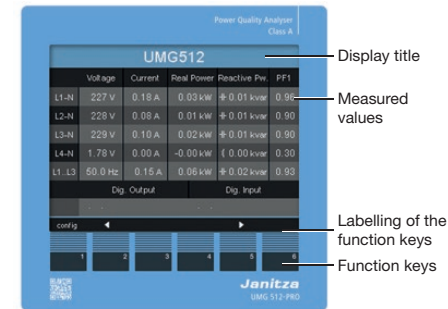 Power Quality Analyser
Class A
UMG512
Display title
Voltage Current Real Power Reactive Pw. PF1
L1-N 227 V 0.18 A 0.03 kW 0.01 kvar 0.96
Measured
values
L2-N 228 V 0.08 A 0.01 kW 0.01 kvar 0.90
L3-N 229 V 0.10 A 0.02 kW 0.01 kvar 0.90
L4-N 1.78 V 0.00 A -0.00 kW 0.00 kvar 0.30
L1..L3 50.0 Hz 0.15 A 0.06 kW 0.02 kvar 0.93
Dig. Output Dig. Input
config
Labelling of the
function keys
1 2 3 4 5 6
Function keys
Janitza
UMG 512-PRO